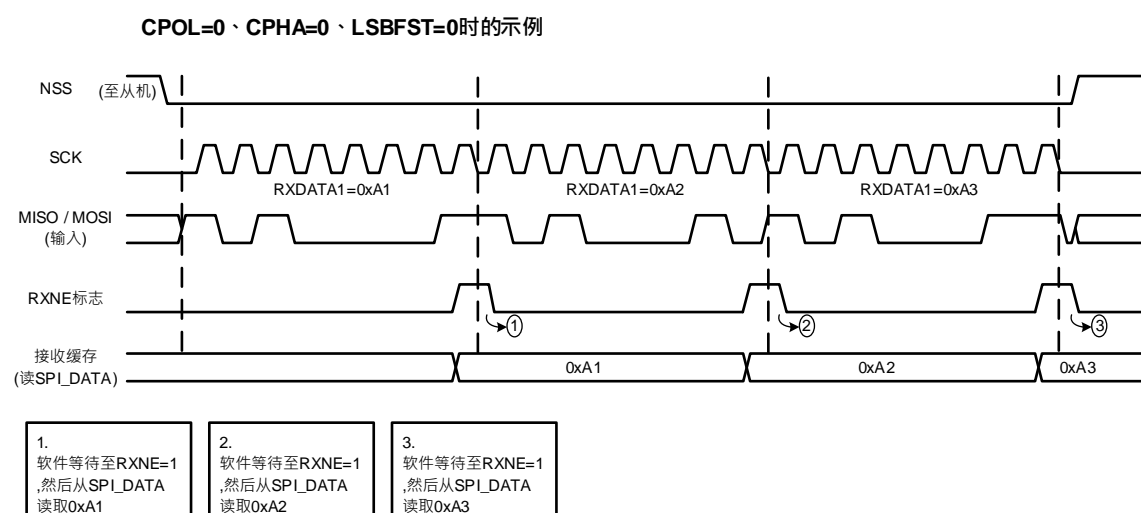 CPOL=0、CPHA=0、LSBFST=0时的示例
NSS (至从机)
SCK
RXDATA1=0xA1 RXDATA1=0xA2 RXDATA1=0xA3
MISO / MOSI
(输入)
RXNE标志
① ② ③
接收缓存
(读SPI_DATA)
0xA1 0xA2 0xA3
1.
软件等待至RXNE=1
,然后从SPI_DATA
读取0xA1
2.
软件等待至RXNE=1
,然后从SPI_DATA
读取0xA2
3.
软件等待至RXNE=1
,然后从SPI_DATA
读取0xA3